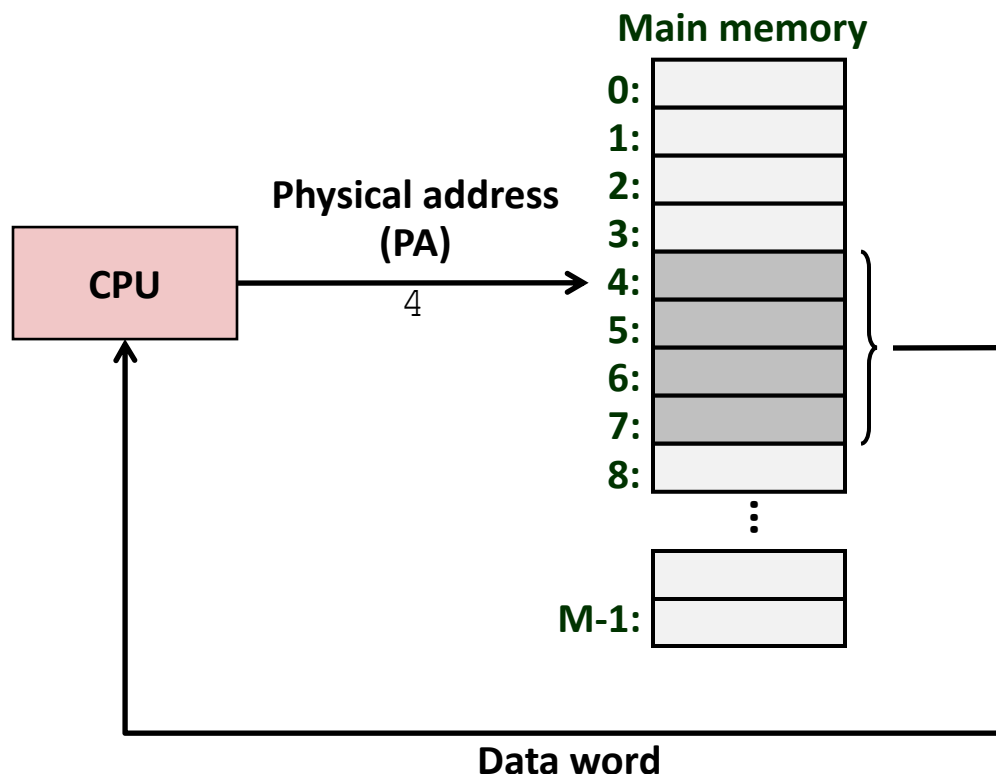 Main memory
0:
1:
2:
Physical address
(PA)
3:
CPU
4
4:
5:
6:
7:
8:
...
M-1:
Data word